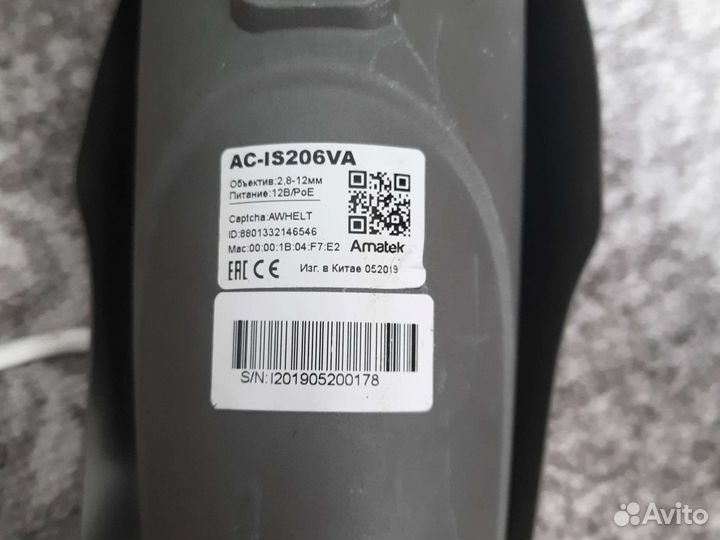 AC-IS206VA
Объектив:2,8-12мм
Питание:12В/PoE
Captcha:AWHELT
ID:8801332146546
Mac:00:00:1B:04:F7:E2
Amatek
EAC CE
Изг. в Китае 052019
S/N:I201905200178
Avito